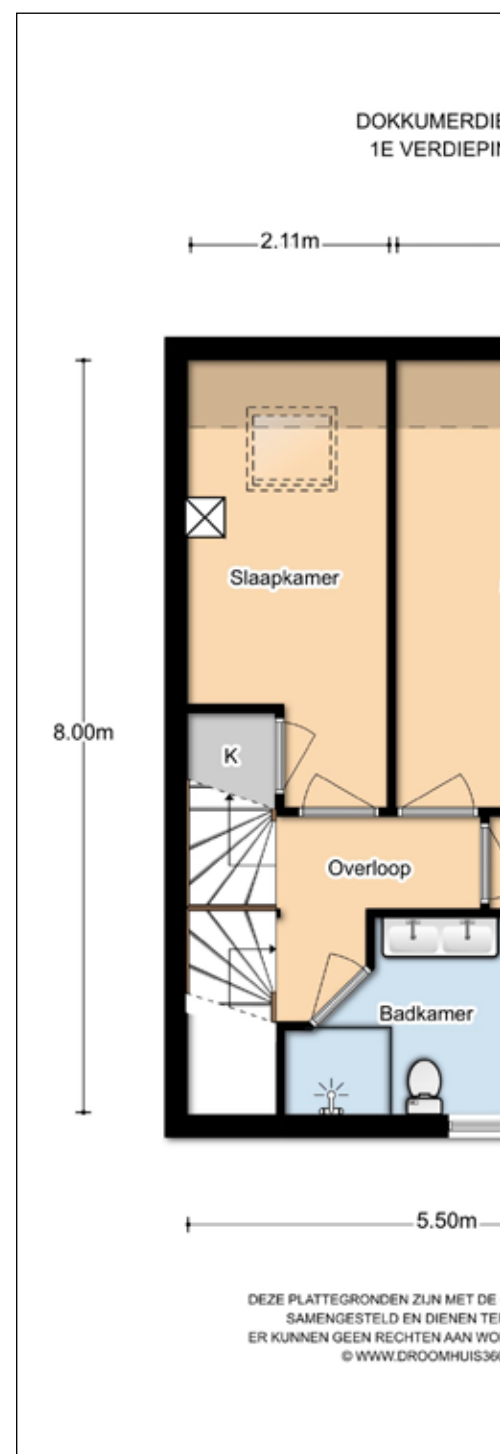 DOKKUMERDIE
1E VERDIEPIN
2.11m
Slaapkamer
8.00m
K
Overloop
Badkamer
5.50m
DEZE PLATTEGRONDEN ZIJN MET DE
SAMENGESTELD EN DIENEN TE
ER KUNNEN GEEN RECHTEN AAN WO
© WWW.DROOMHUIS360